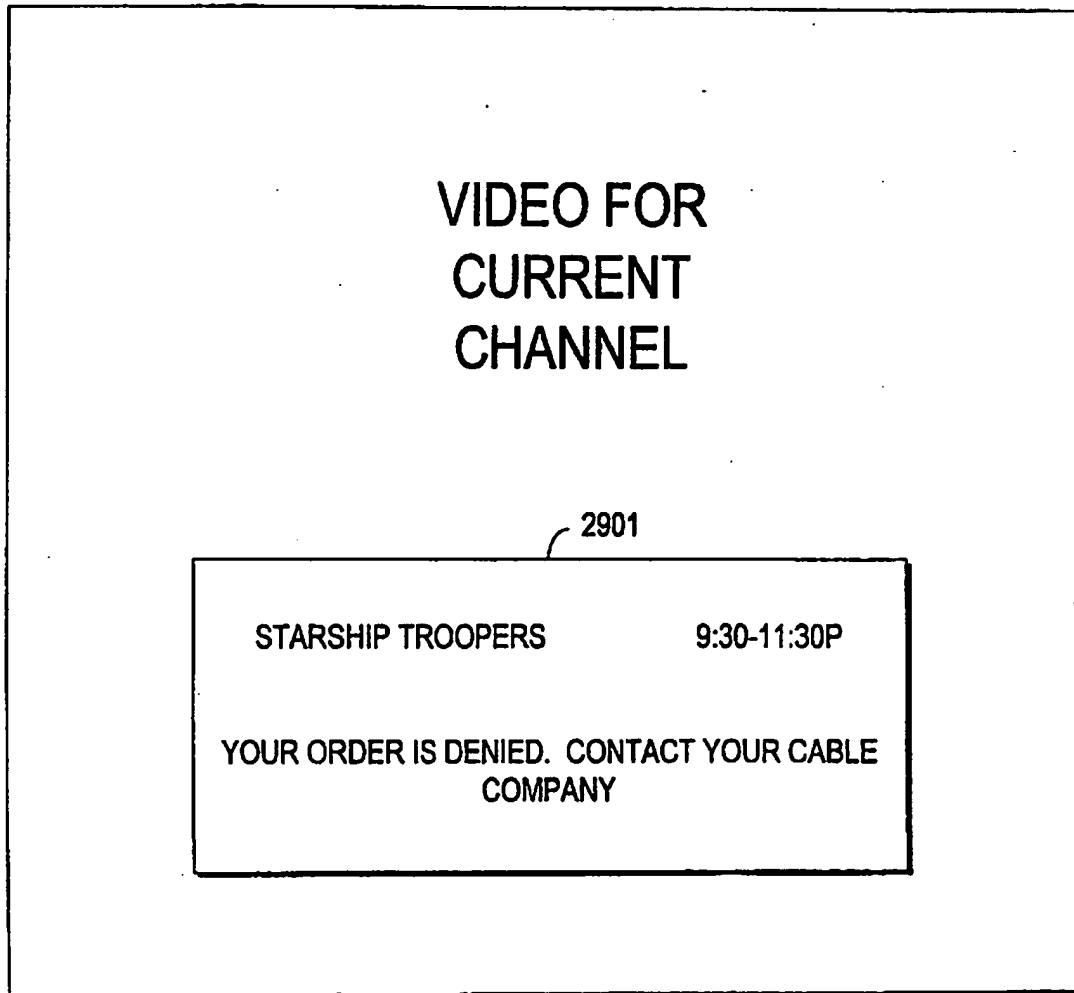 VIDEO FOR
CURRENT
CHANNEL
2901
STARSHIP TROOPERS 9:30-11:30P
YOUR ORDER IS DENIED. CONTACT YOUR CABLE
COMPANY